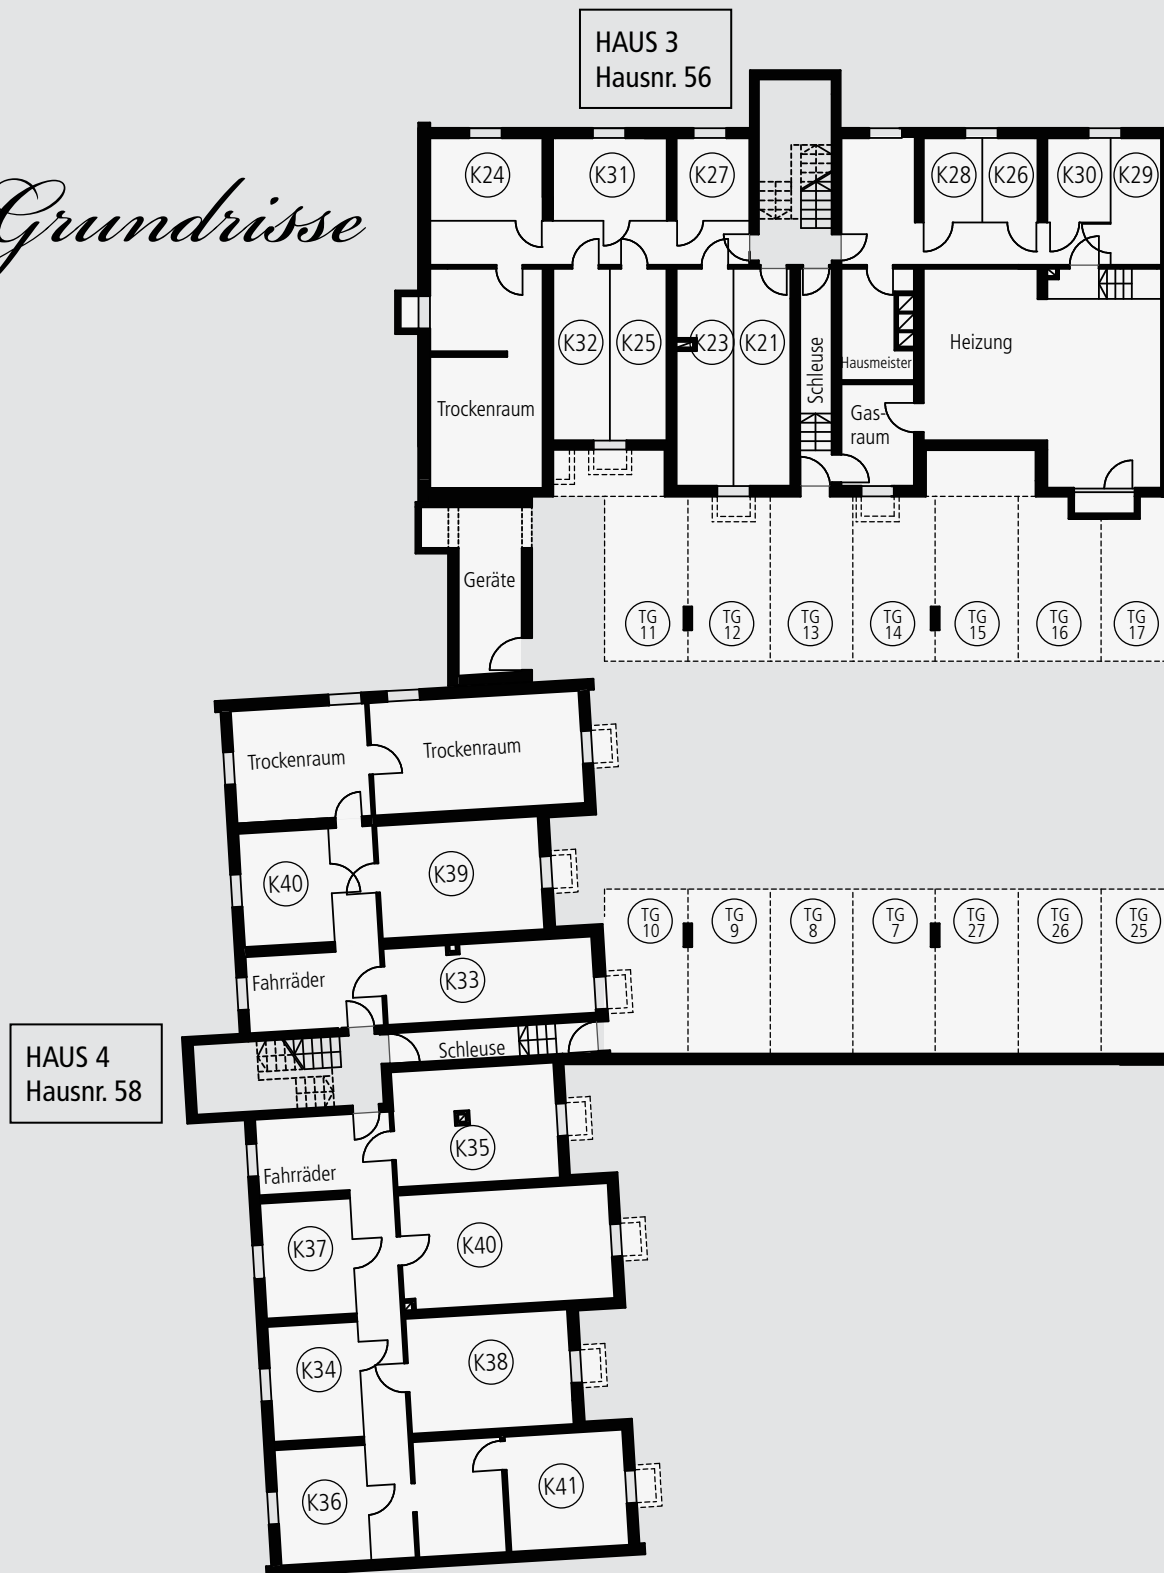 HAUS 3
Hausnr. 56
Grundrisse
K24
K31
K27
K28
K26
K30
K29
K32
K25
K23
K21
Schleuse
Hausmeister
Heizung
Trockenraum
Gas-
raum
Geräte
TG
11
TG
12
TG
13
TG
14
TG
15
TG
16
TG
17
Trockenraum
Trockenraum
K40
K39
TG
10
TG
9
TG
8
TG
7
TG
27
TG
26
TG
25
Fahrräder
K33
HAUS 4
Hausnr. 58
Schleuse
K35
Fahrräder
K37
K40
K34
K38
K36
K41